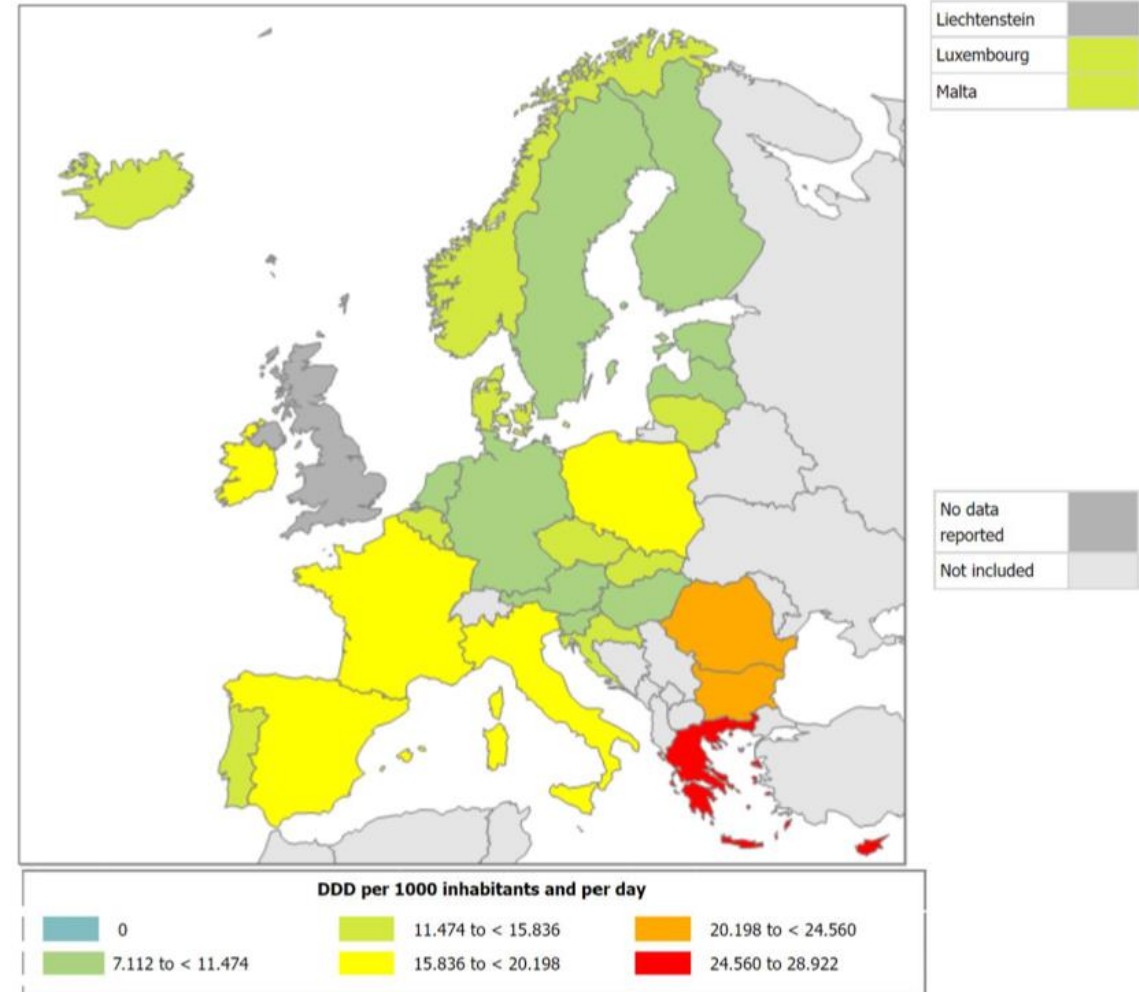 Liechtenstein
Luxembourg
Malta
No data
reported
Not included
DDD per 1000 inhabitants and per day
0
11.474 to < 15.836
20.198 to < 24.560
7.112 to < 11.474
15.836 to < 20.198
24.560 to 28.922